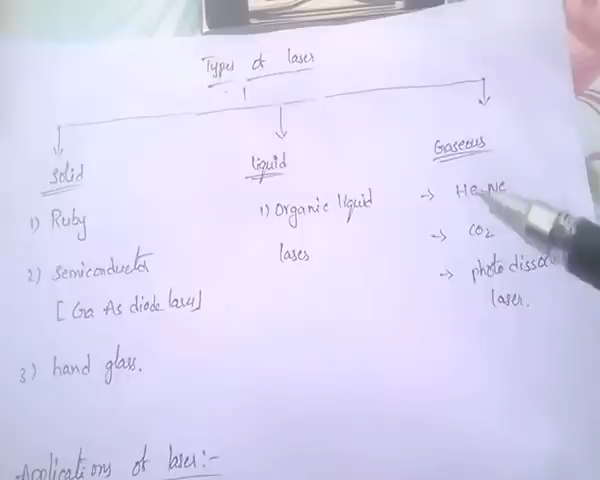 Types of laser
Solid
1) Ruby
2) semiconductor
[Ga As diode laser]
3) hand glass.
liquid
1) Organic liquid
lases
Gaseous
→ He-Ne
→ CO2
→ photo
laser.
Applications of laser:-